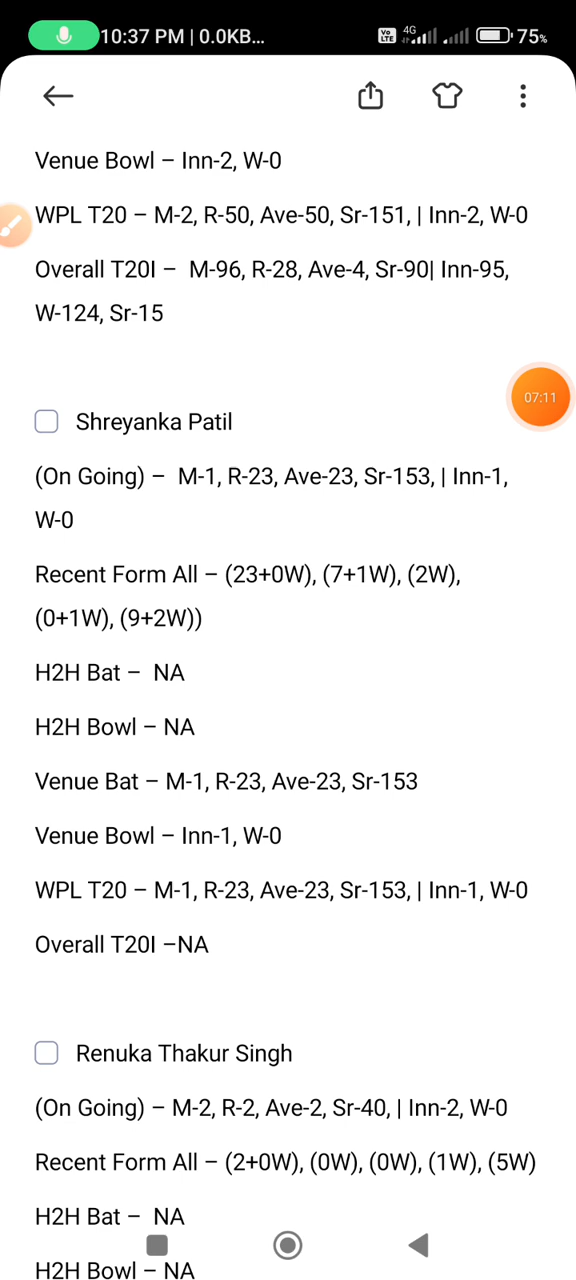 10:37 PM | 0.0KB...
Vo LTE 4G 75%
Venue Bowl – Inn-2, W-0
WPL T20 – M-2, R-50, Ave-50, Sr-151, | Inn-2, W-0
Overall T20I –  M-96, R-28, Ave-4, Sr-90| Inn-95,
W-124, Sr-15
07:11
Shreyanka Patil
(On Going) –  M-1, R-23, Ave-23, Sr-153, | Inn-1,
W-0
Recent Form All – (23+0W), (7+1W), (2W),
(0+1W), (9+2W))
H2H Bat –  NA
H2H Bowl – NA
Venue Bat – M-1, R-23, Ave-23, Sr-153
Venue Bowl – Inn-1, W-0
WPL T20 – M-1, R-23, Ave-23, Sr-153, | Inn-1, W-0
Overall T20I –NA
Renuka Thakur Singh
(On Going) – M-2, R-2, Ave-2, Sr-40, | Inn-2, W-0
Recent Form All – (2+0W), (0W), (0W), (1W), (5W)
H2H Bat –  NA
H2H Bowl – NA